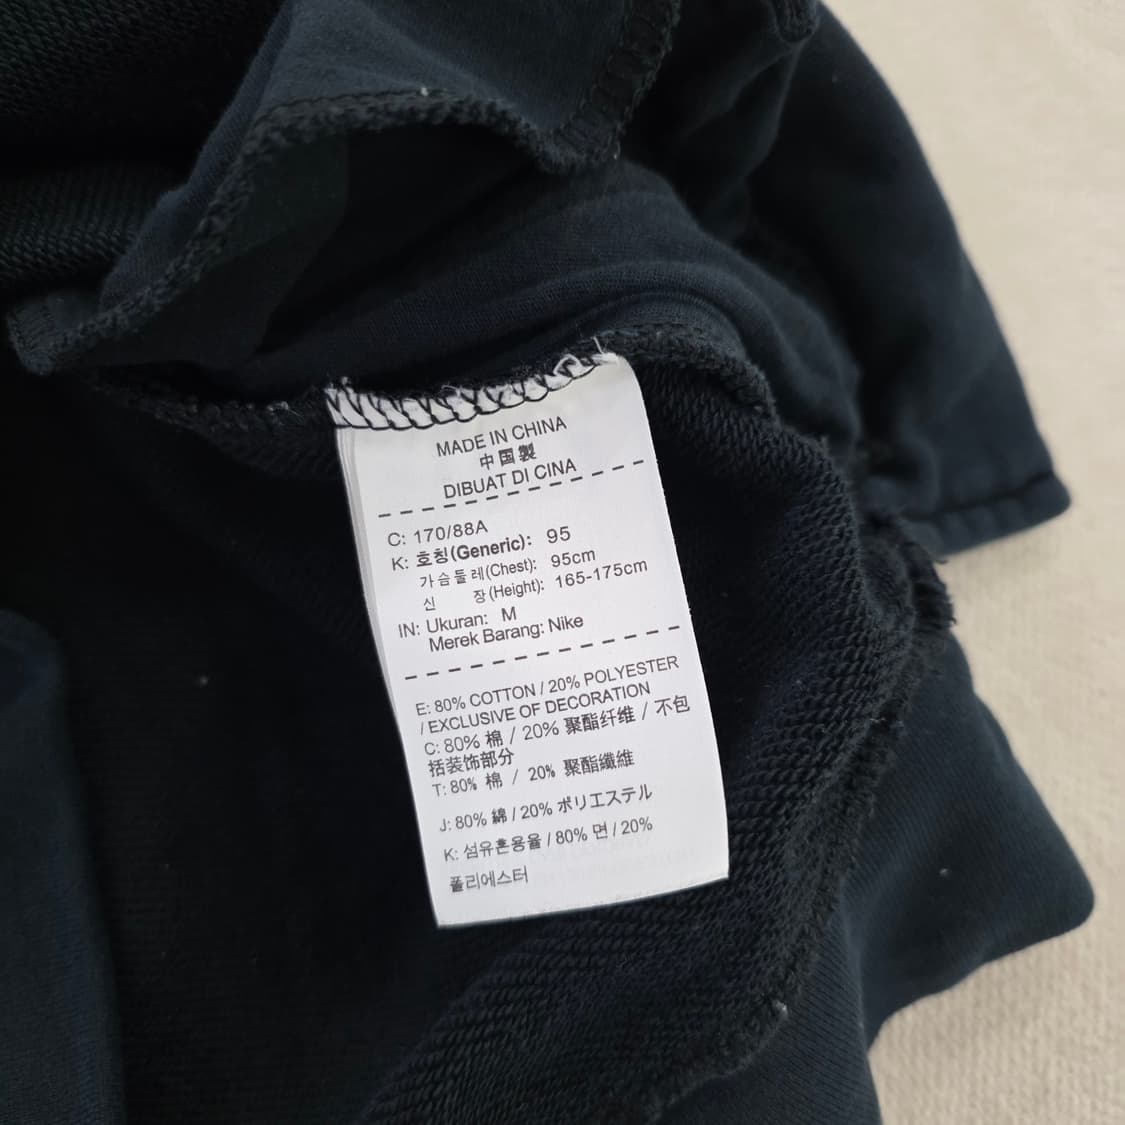 MADE IN CHINA
中国製
DIBUAT DI CINA
C: 170/88A
K: 호칭(Generic): 95
가슴둘레(Chest): 95cm
신 장(Height): 165-175cm
IN: Ukuran: M
Merek Barang: Nike
E: 80% COTTON / 20% POLYESTER
/ EXCLUSIVE OF DECORATION
C: 80% 棉 / 20% 聚酯纤维 / 不包
括装饰部分
T: 80% 棉 / 20% 聚酯纖維
J: 80% 綿 / 20% ポリエステル
K: 섬유혼용율 / 80% 면 / 20%
폴리에스터